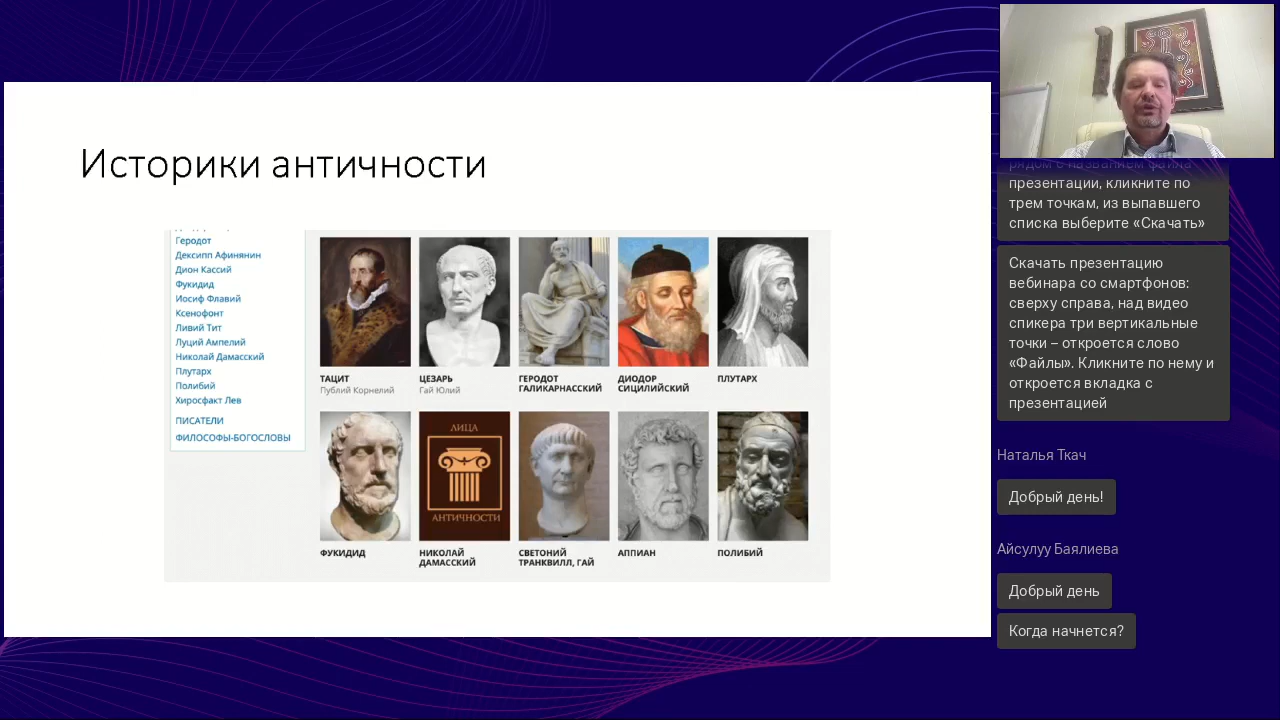 Историки античности
Геродот
Дексипп Афинянин
Дион Кассий
Фукидид
Иосиф Флавий
Ксенофонт
Ливий Тит
Луций Ампелий
Николай Дамасский
Плутарх
Полибий
Хиросфакт Лев
ПИСАТЕЛИ
ФИЛОСОФЫ-БОГОСЛОВЫ
ТАЦИТ
Публий Корнелий
ЦЕЗАРЬ
Гай Юлий
ГЕРОДОТ
ГАЛИКАРНАССКИЙ
ДИОДОР
СИЦИЛИЙСКИЙ
ПЛУТАРХ
ЛИЦА
АНТИЧНОСТИ
ФУКИДИД
НИКОЛАЙ
ДАМАССКИЙ
СВЕТОНИЙ
ТРАНКВИЛЛ, ГАЙ
АППИАН
ПОЛИБИЙ
рядом с названием файла
презентации, кликните по
трем точкам, из выпавшего
списка выберите «Скачать»
Скачать презентацию
вебинара со смартфонов:
сверху справа, над видео
спикера три вертикальные
точки – откроется слово
«Файлы». Кликните по нему и
откроется вкладка с
презентацией
Наталья Ткач
Добрый день!
Айсулуу Баялиева
Добрый день
Когда начнется?